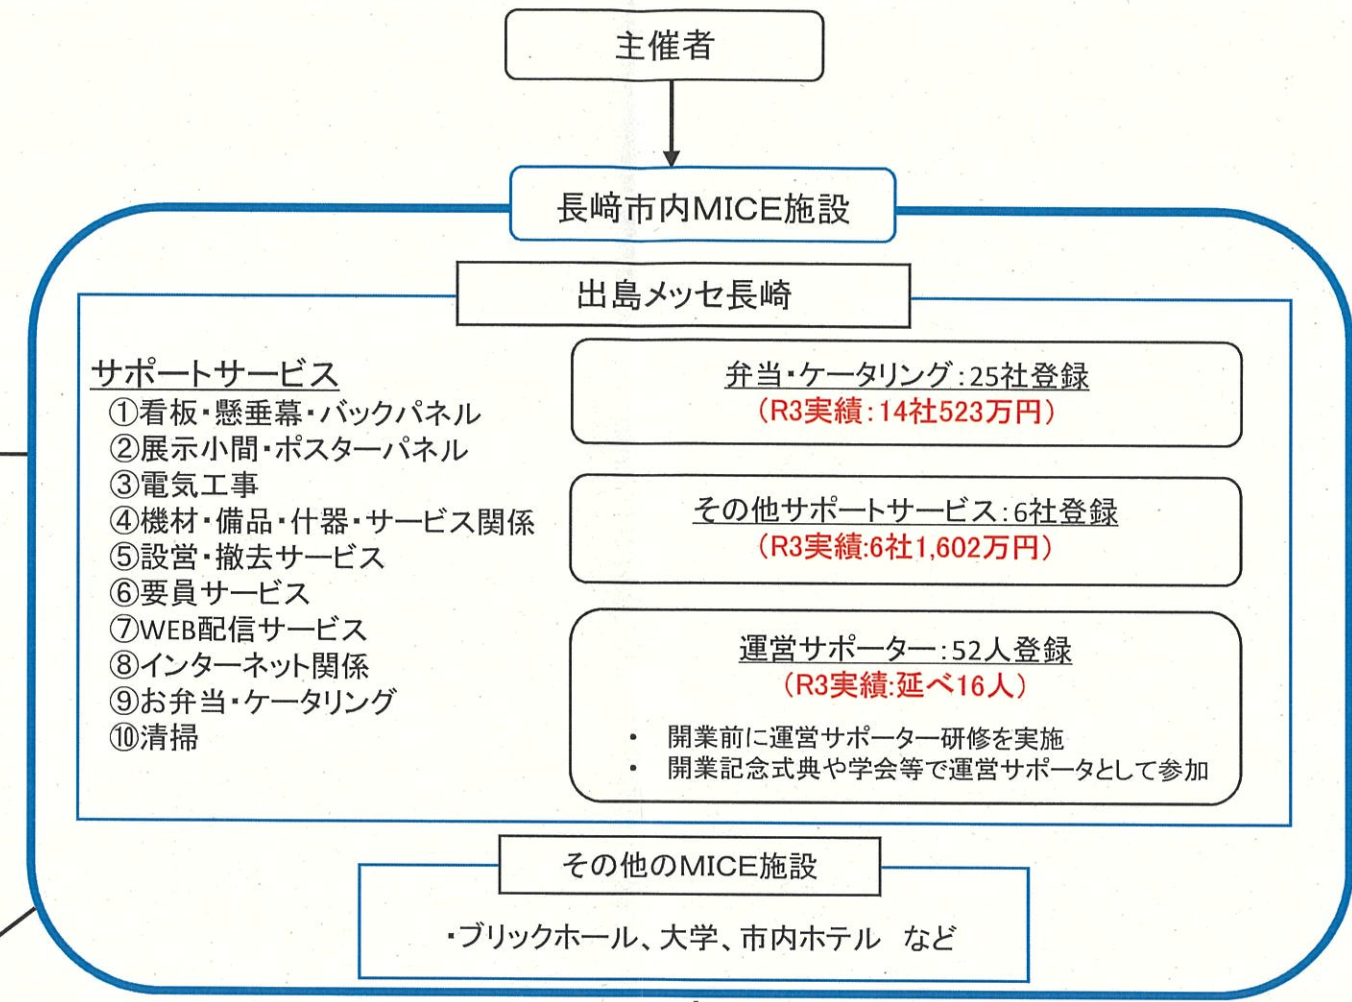 主催者
長﨑市内MICE施設
出島メッセ長崎
サポートサービス
①看板・懸垂幕・バックパネル
②展示小間・ポスターパネル
③電気工事
④機材・備品・什器・サービス関係
⑤設営・撤去サービス
⑥要員サービス
⑦WEB配信サービス
⑧インターネット関係
⑨お弁当・ケータリング
⑩清掃
弁当・ケータリング：25社登録
（R3実績：14社523万円）
その他サポートサービス：6社登録
（R3実績:6社1,602万円）
運営サポーター：52人登録
（R3実績:延べ16人）
• 開業前に運営サポーター研修を実施
• 開業記念式典や学会等で運営サポータとして参加
その他のMICE施設
・ブリックホール、大学、市内ホテル　など